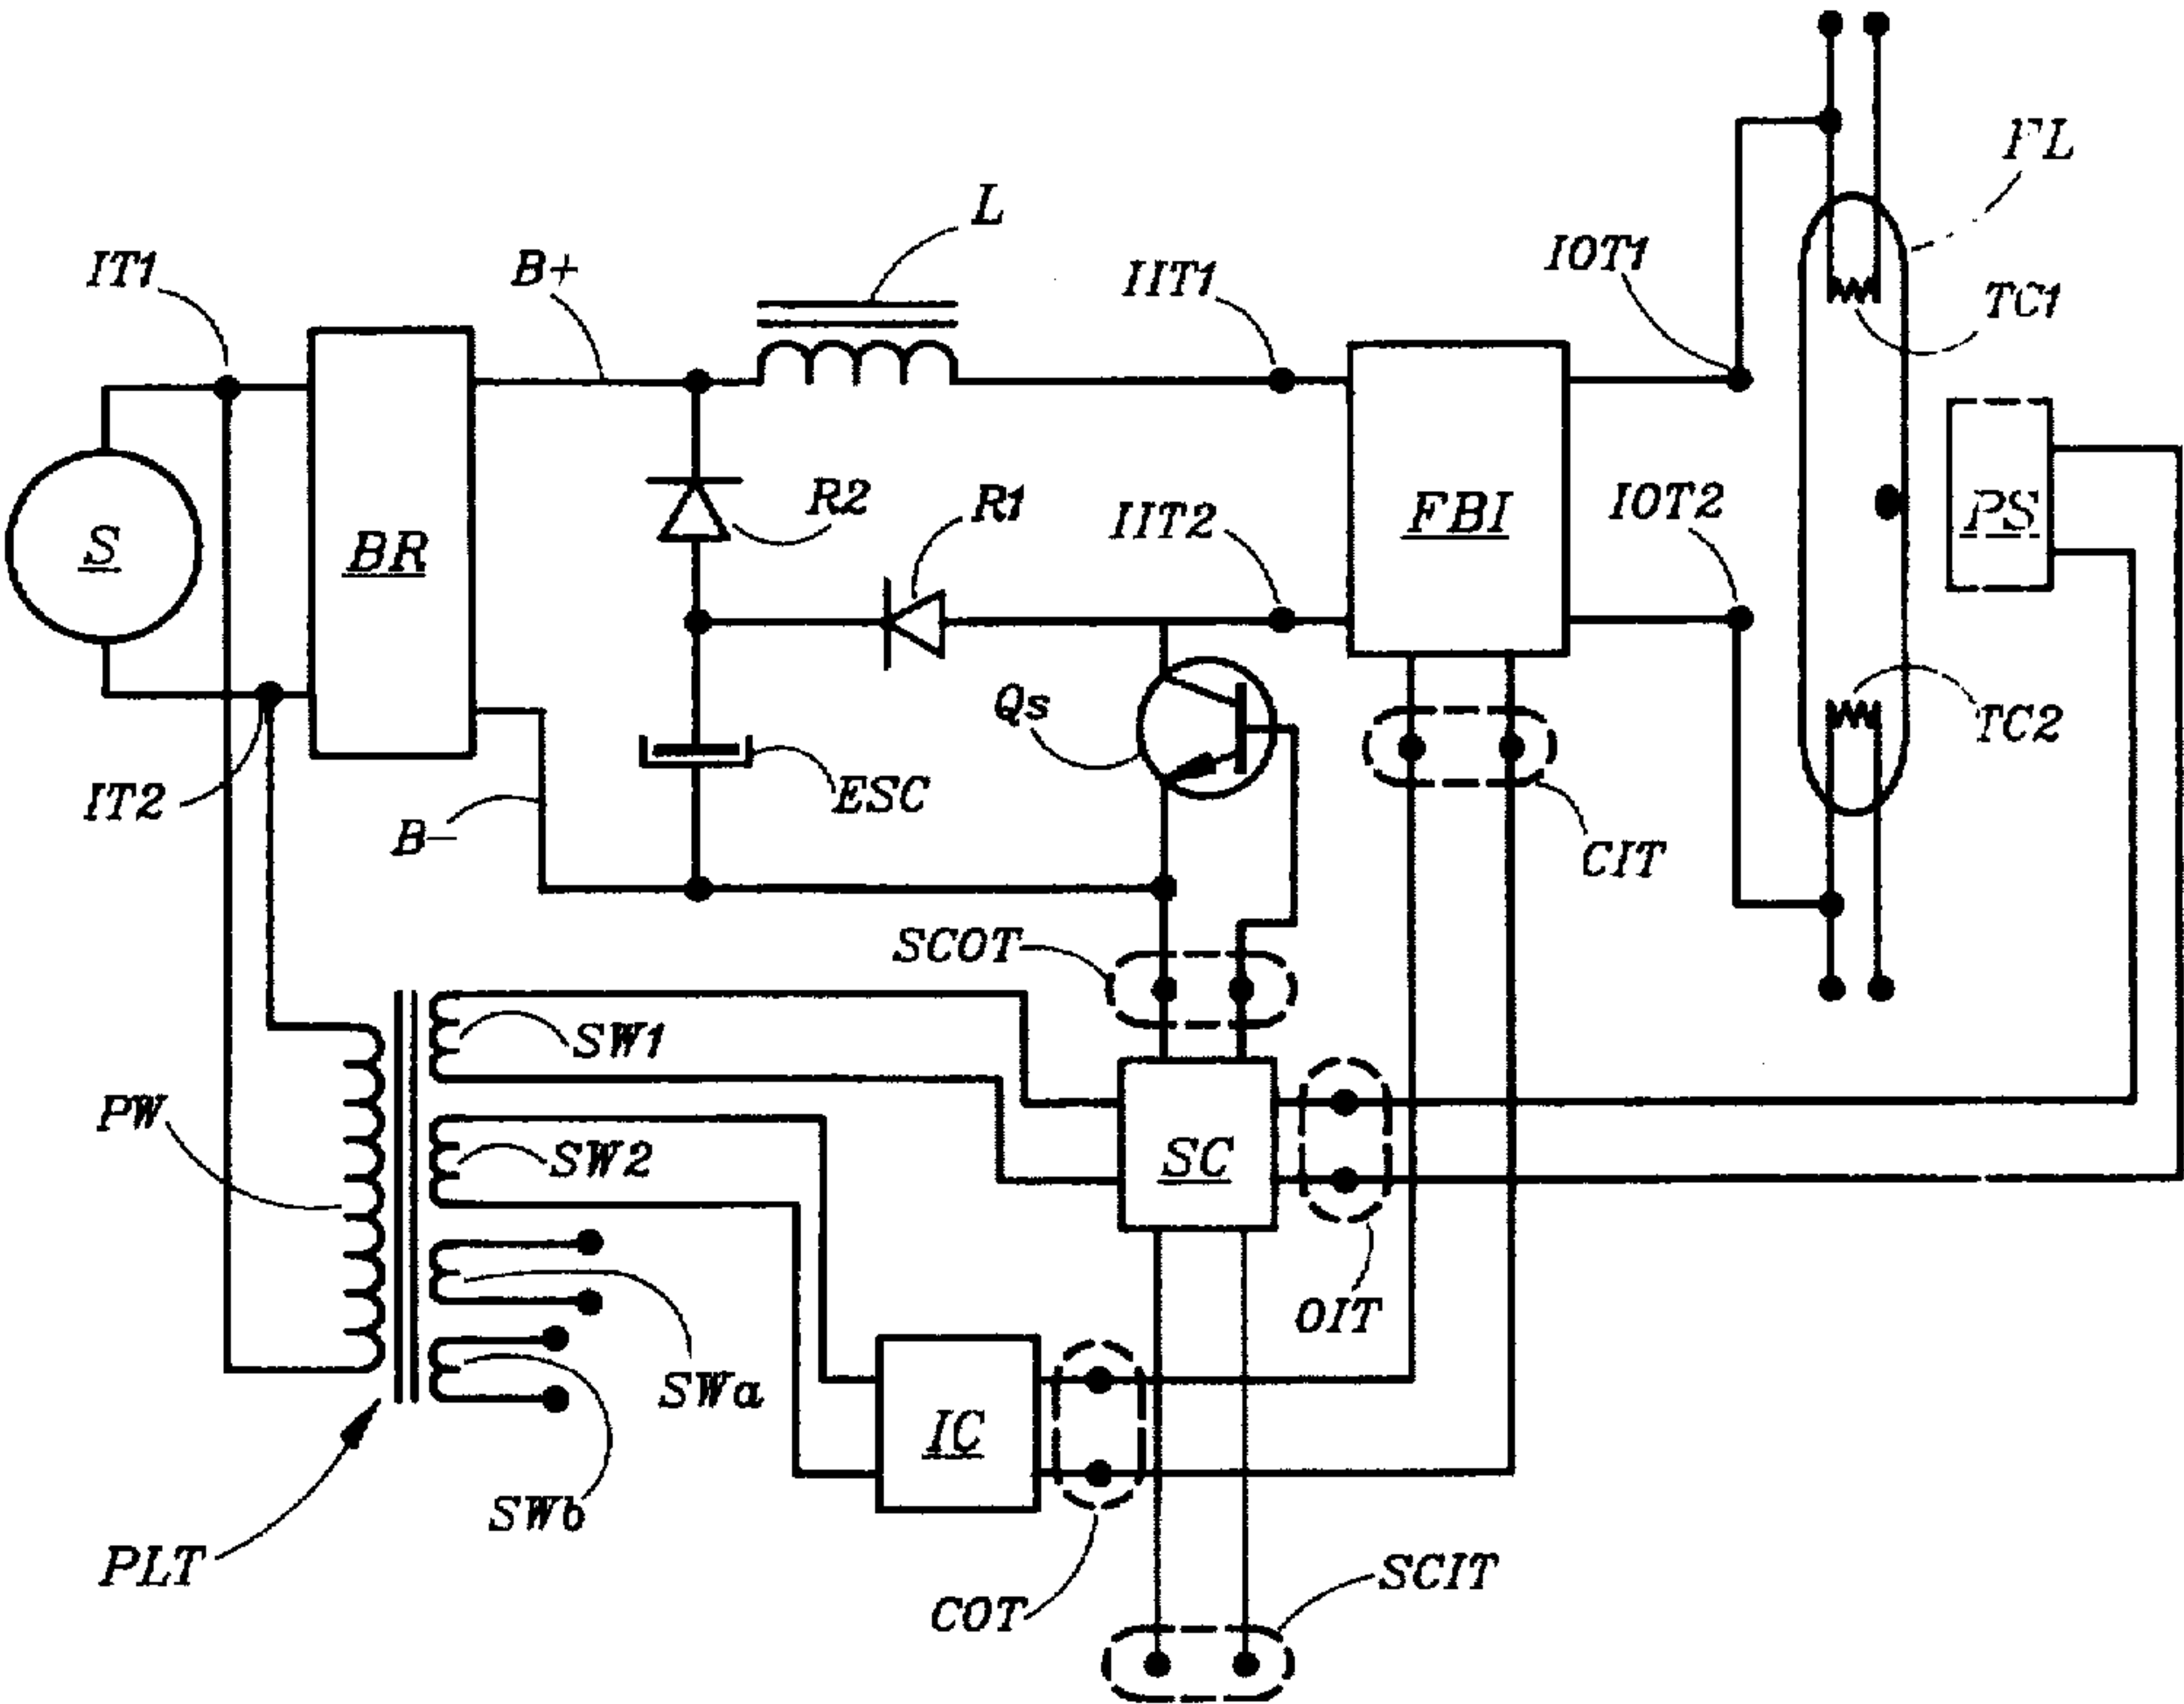 FL
L
IOT1
IT1
B+
IIT1
TC1
R2
R1
IIT2
IOT2
S
BR
FBI
PS
Qs
TC2
IT2
B-
ESC
CIT
SCOT
SW1
PW
SW2
SC
OIT
SWa
IC
SWb
PLT
COT
SCIT